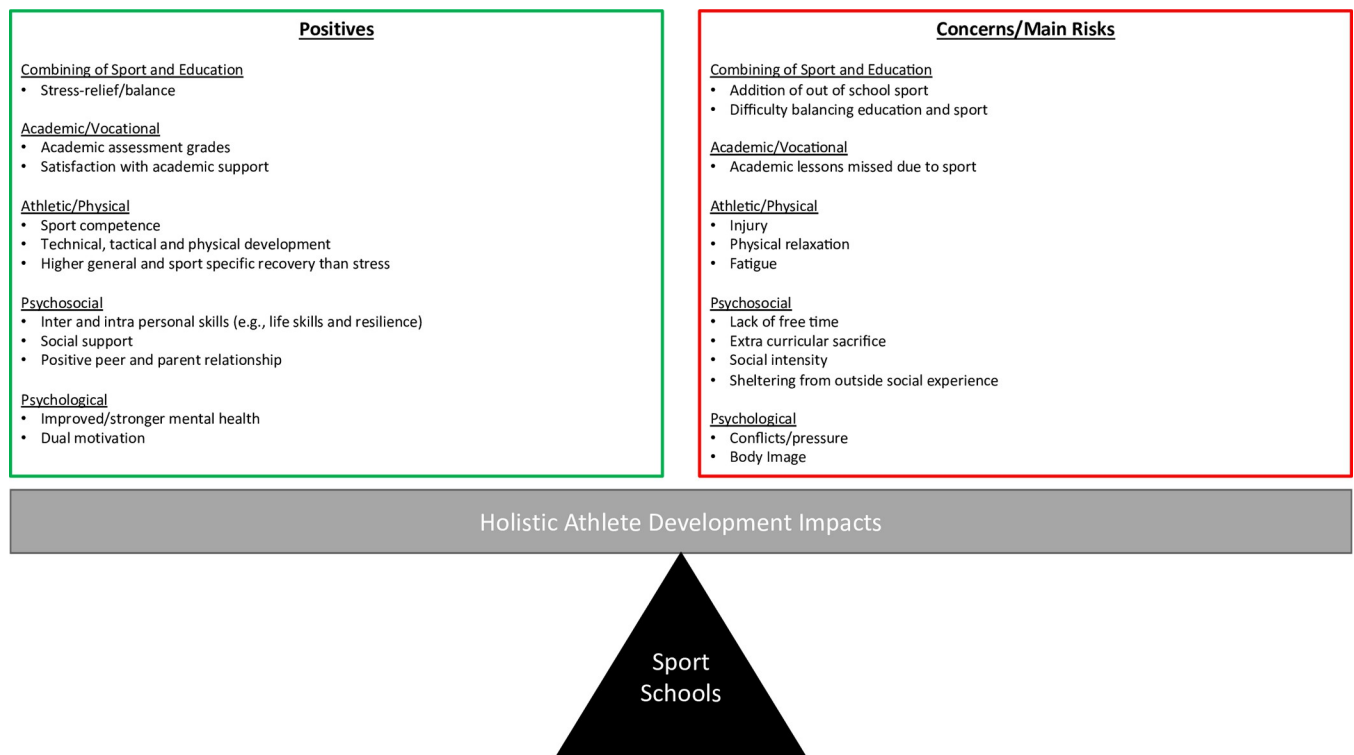 Positives
Combining of Sport and Education
• Stress-relief/balance
Academic/Vocational
• Academic assessment grades
• Satisfaction with academic support
Athletic/Physical
• Sport competence
• Technical, tactical and physical development
• Higher general and sport specific recovery than stress
Psychosocial
• Inter and intra personal skills (e.g., life skills and resilience)
• Social support
• Positive peer and parent relationship
Psychological
• Improved/stronger mental health
• Dual motivation
Concerns/Main Risks
Combining of Sport and Education
• Addition of out of school sport
• Difficulty balancing education and sport
Academic/Vocational
• Academic lessons missed due to sport
Athletic/Physical
• Injury
• Physical relaxation
• Fatigue
Psychosocial
• Lack of free time
• Extra curricular sacrifice
• Social intensity
• Sheltering from outside social experience
Psychological
• Conflicts/pressure
• Body Image
Holistic Athlete Development Impacts
Sport
Schools